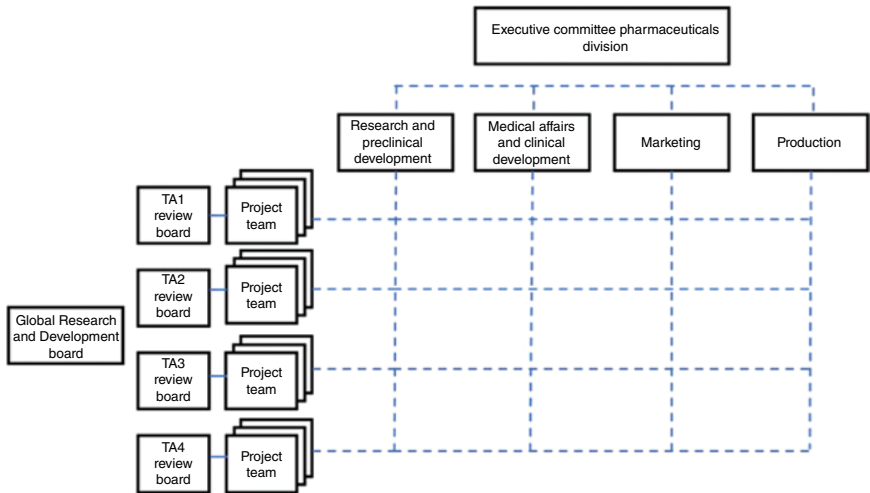 Executive committee pharmaceuticals
division
Research and
preclinical
development
Medical affairs
and clinical
development
Marketing
Production
TA1
review
board
Project
team
TA2
review
board
Project
team
Global Research
and Development
board
TA3
review
board
Project
team
TA4
review
board
Project
team